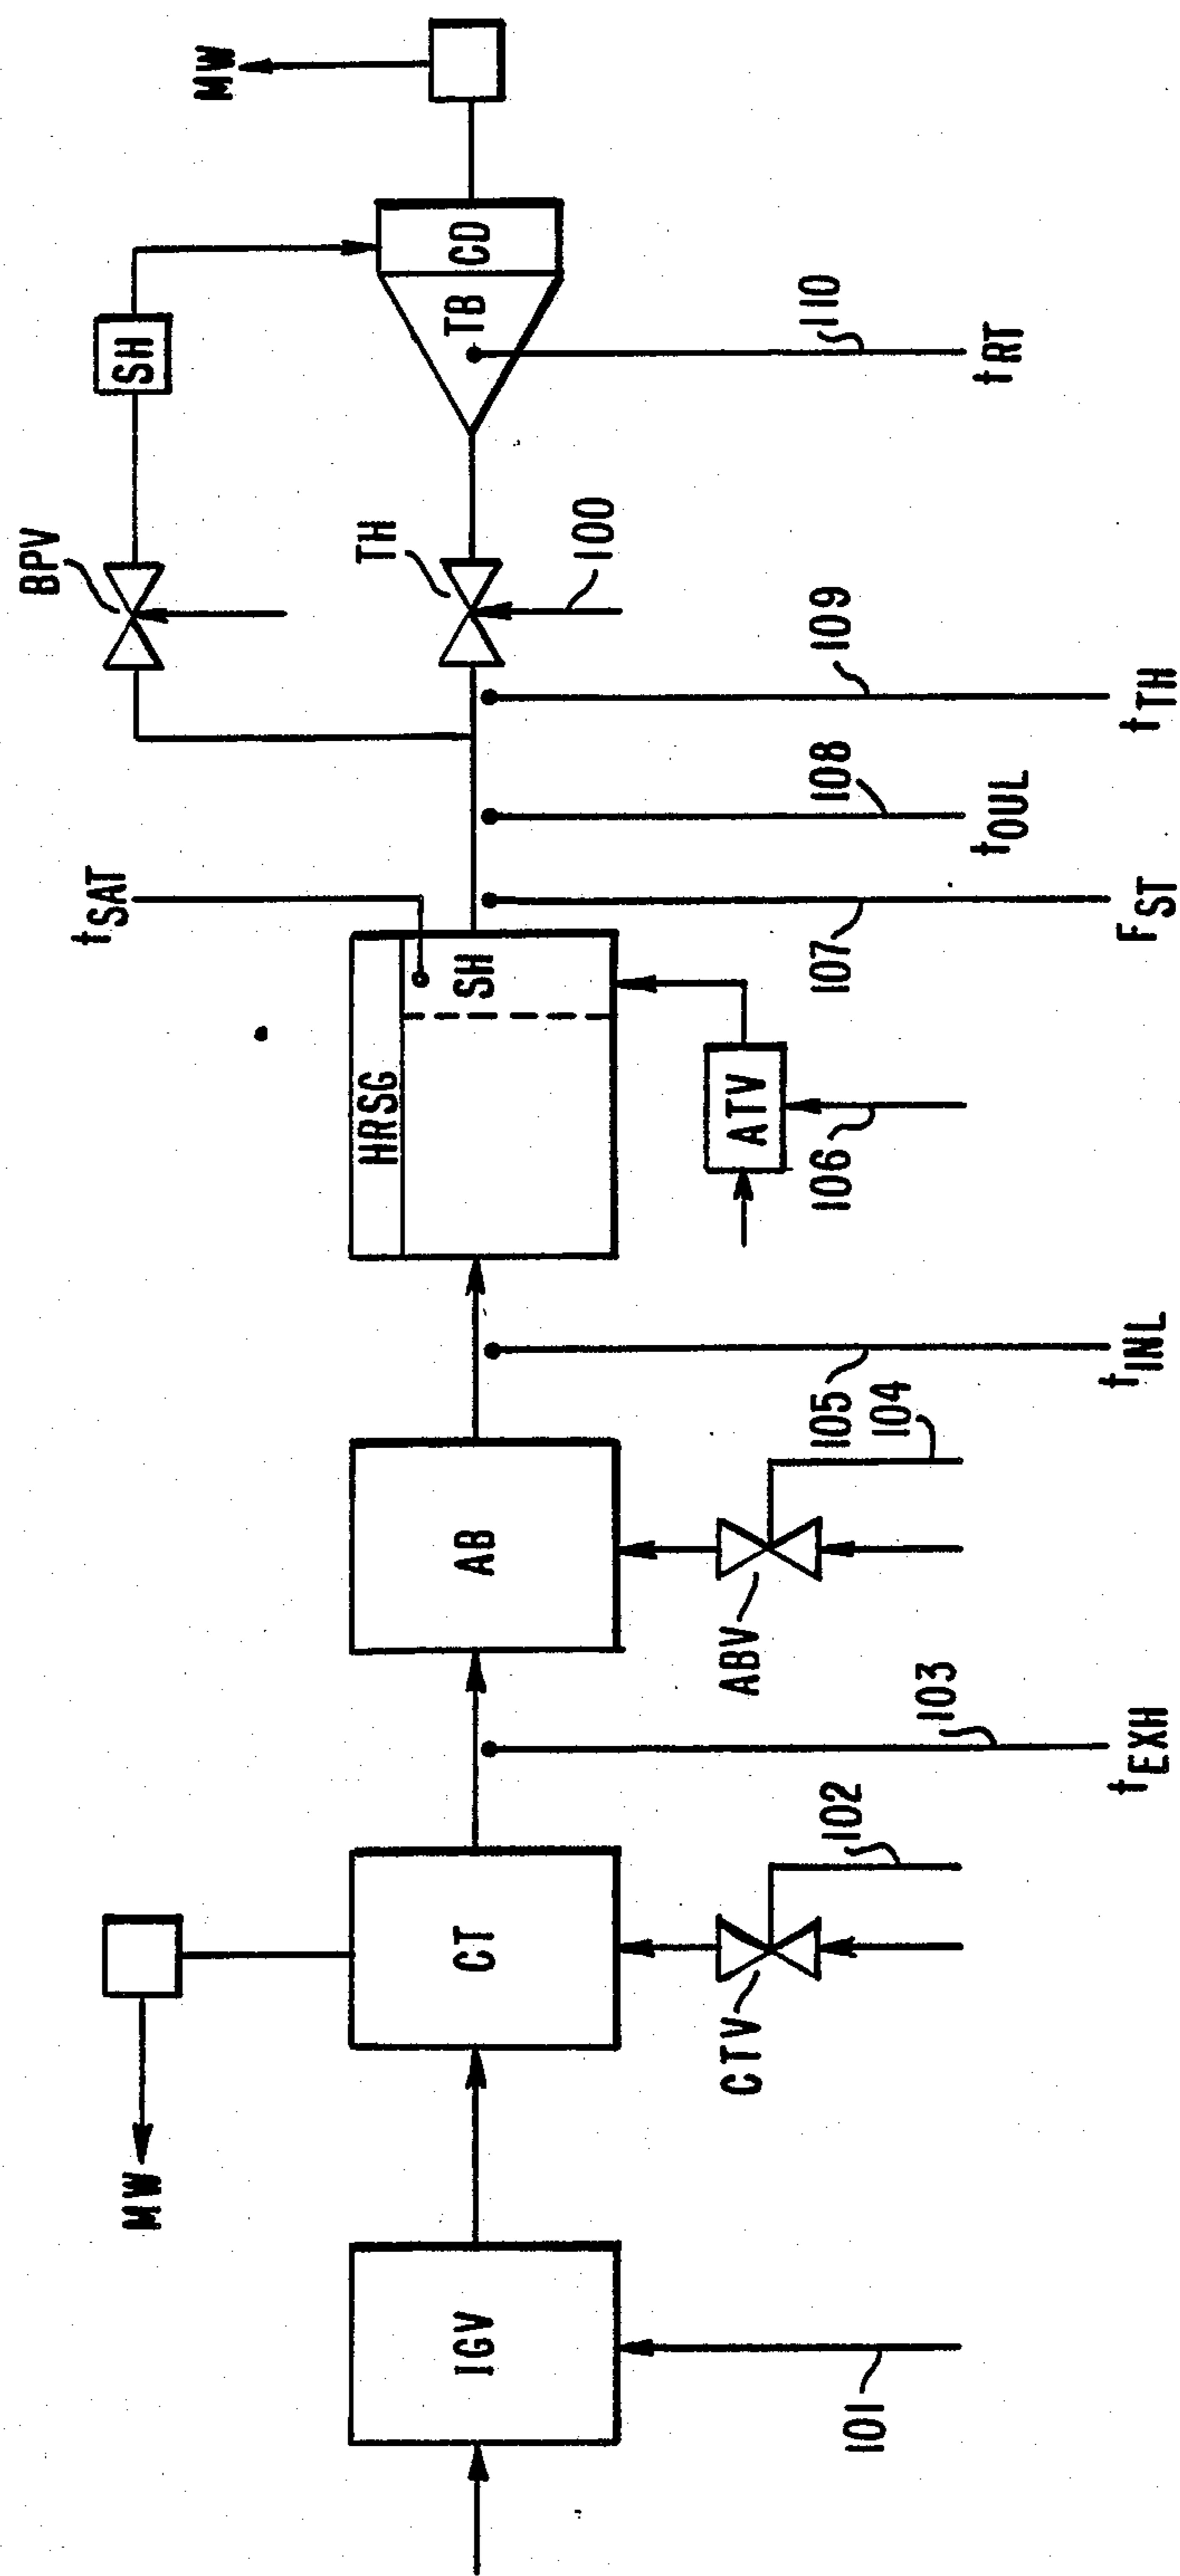 MW
SH
CD
TB
BPV
TH
100
110
tRT
109
tTH
108
tOUL
107
FST
tSAT
HRSG
SH
ATV
106
105
tINL
104
AB
ABV
103
tEXH
102
CT
CTV
MW
IGV
101